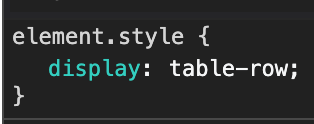 element.style {
display: table-row;
}